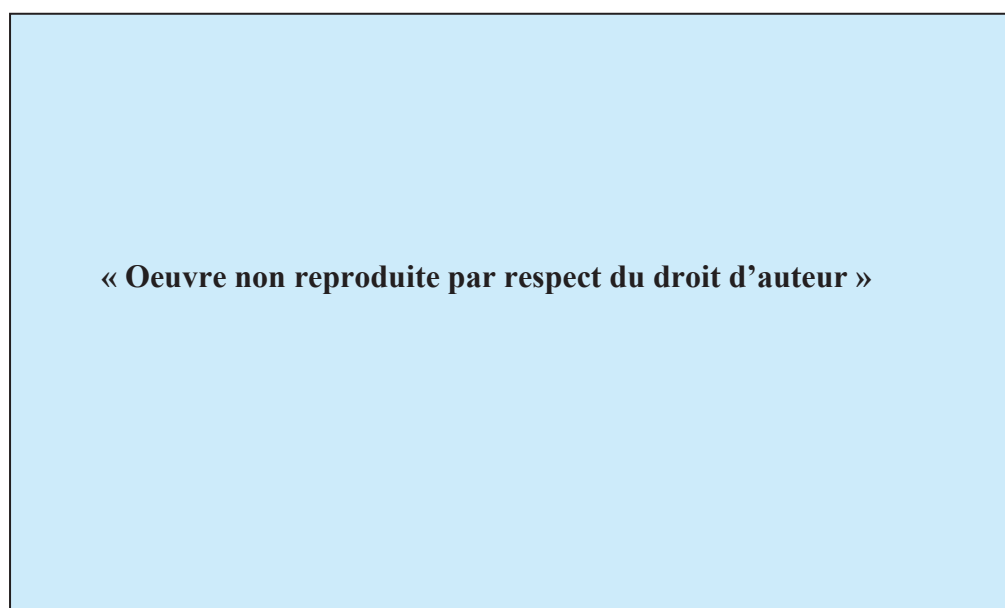 « Oeuvre non reproduite par respect du droit d’auteur »